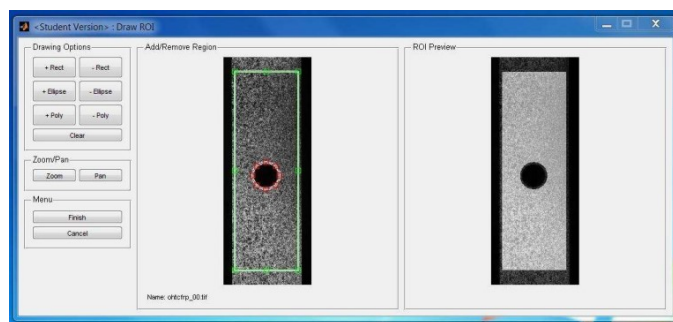 <Student Version> : Draw ROI
Drawing Options
+ Rect
- Rect
+ Ellipse
- Ellipse
+ Poly
- Poly
Clear
Zoom/Pan
Zoom
Pan
Menu
Finish
Cancel
Add/Remove Region
Name: ohtcfrp_00.tif
ROI Preview